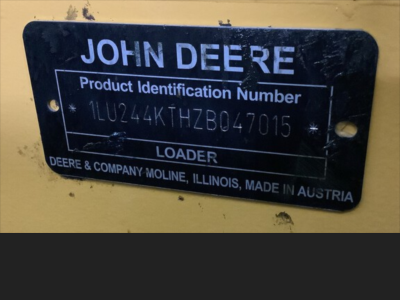 JOHN DEERE
Product Identification Number
1LU244KTHZB047015
LOADER
DEERE & COMPANY MOLINE, ILLINOIS, MADE IN AUSTRIA